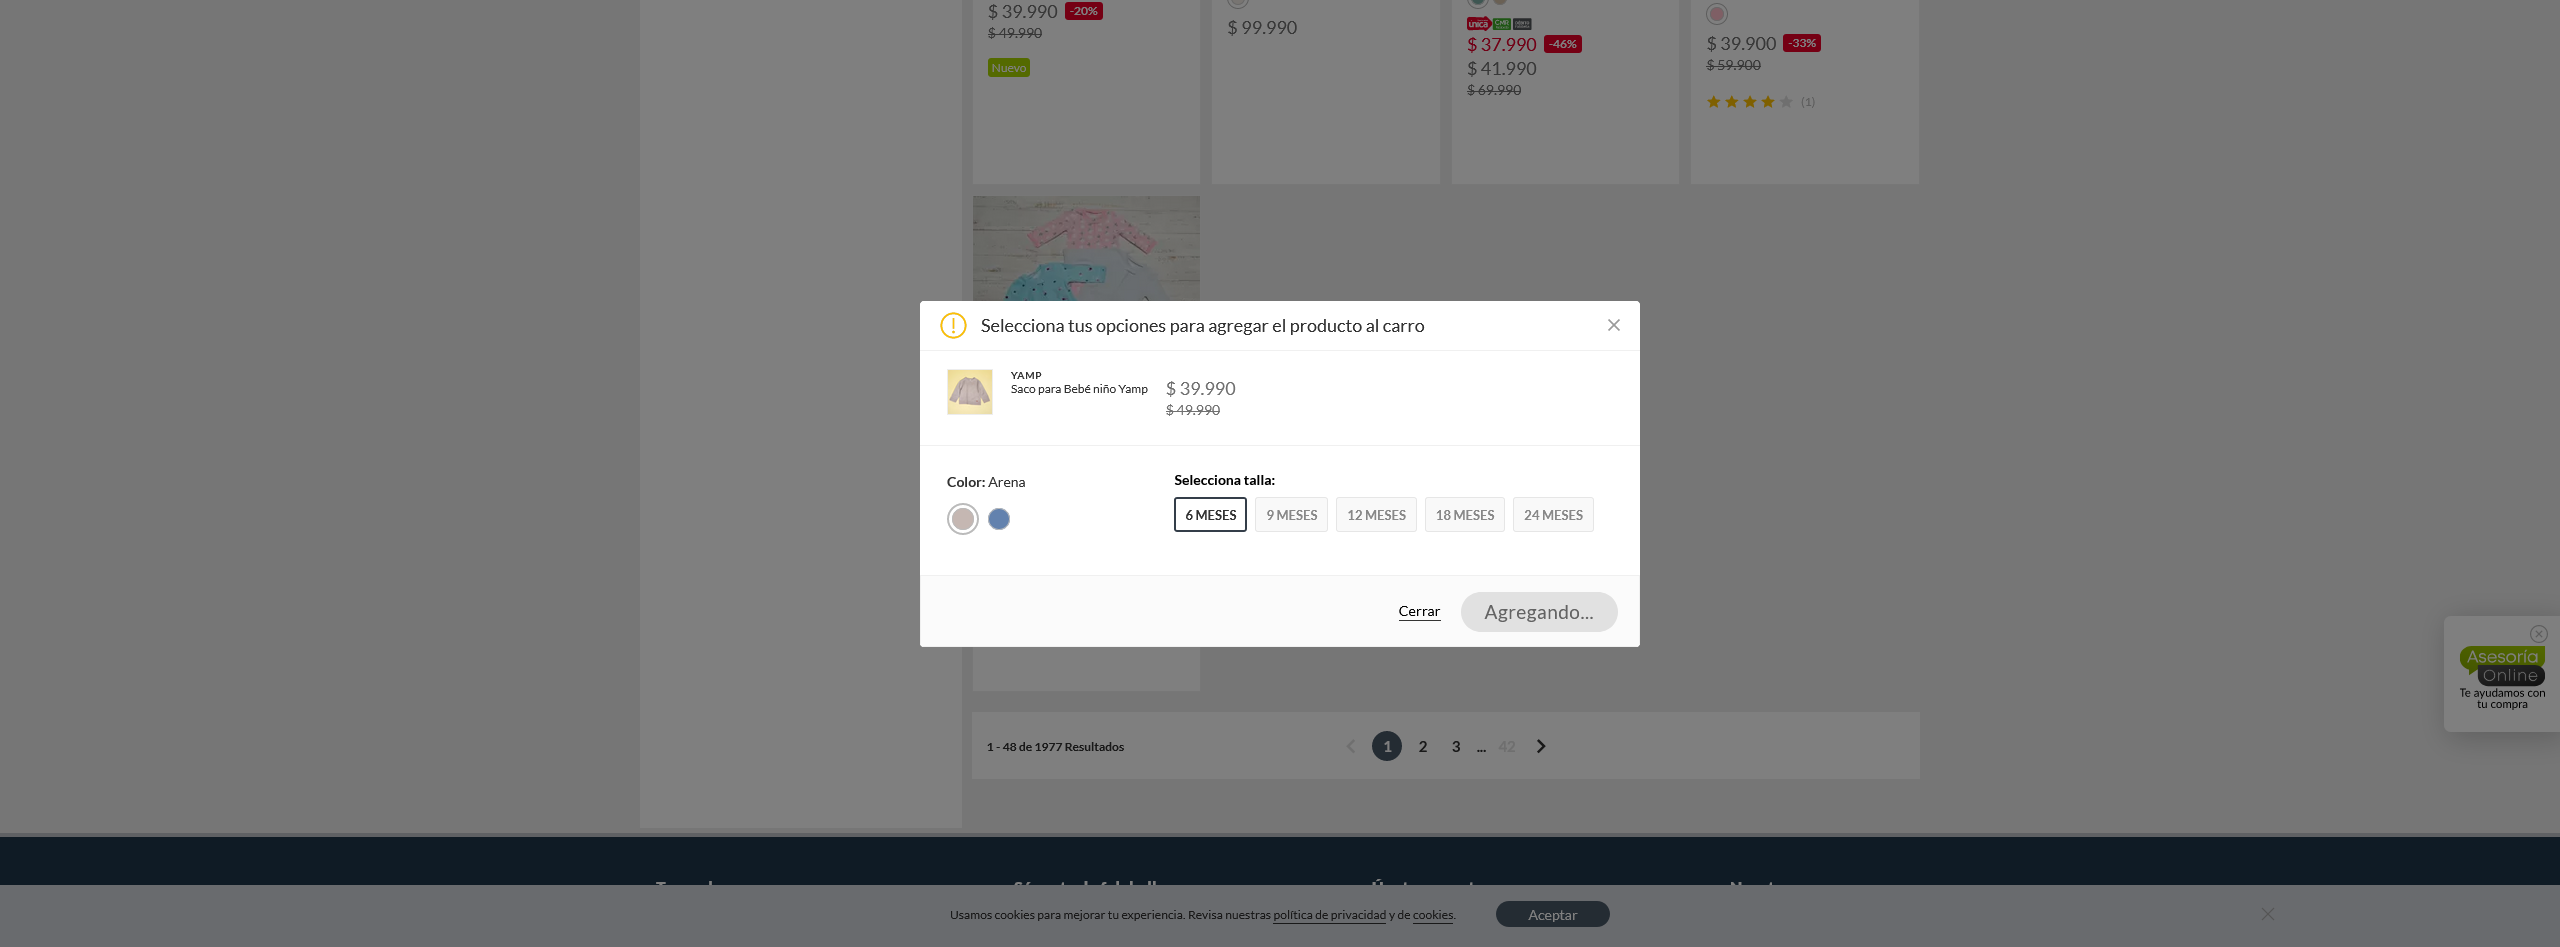 $ 39.990 -20%
$ 49.990
Nuevo
$ 99.990
unica CMR
$ 37.990 -46%
$ 41.990
$ 69.990
$ 39.900 -33%
$ 59.900
(1)
Selecciona tus opciones para agregar el producto al carro
YAMP
Saco para Bebé niño Yamp
$ 39.990
$ 49.990
Color: Arena
Selecciona talla:
6 MESES 9 MESES 12 MESES 18 MESES 24 MESES
Cerrar Agregando...
Asesoría
Online
Te ayudamos con
tu compra
1 - 48 de 1977 Resultados
1 2 3 ... 42
Usamos cookies para mejorar tu experiencia. Revisa nuestras política de privacidad y de cookies.
Aceptar